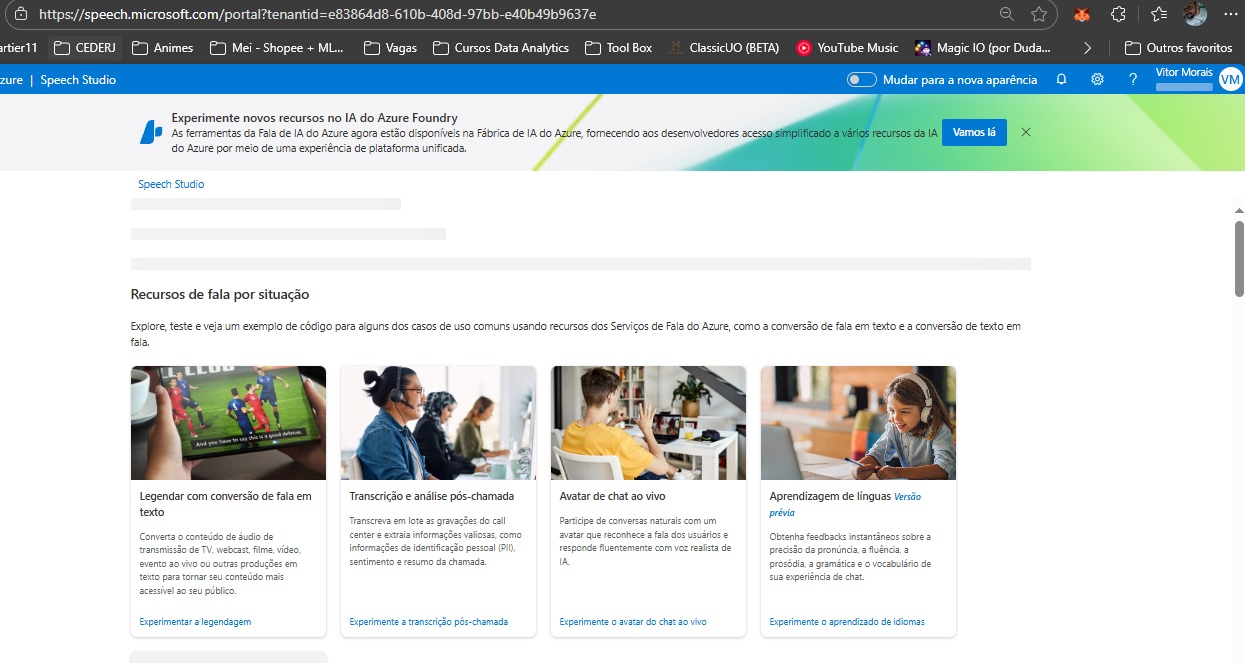 https://speech.microsoft.com/portal?tenantid=e83864d8-610b-408d-97bb-e40b49b9637e
artier11 CEDERJ Animes Mei - Shopee + ML... Vagas Cursos Data Analytics Tool Box ClassicUO (BETA) YouTube Music Magic IO (por Duda... Outros favoritos
zure | Speech Studio Mudar para a nova aparência ? Vitor Morais VM
Experimente novos recursos no IA do Azure Foundry
As ferramentas da Fala de IA do Azure agora estão disponíveis na Fábrica de IA do Azure, fornecendo aos desenvolvedores acesso simplificado a vários recursos da IA
do Azure por meio de uma experiência de plataforma unificada.
Vamos lá
Speech Studio
Recursos de fala por situação
Explore, teste e veja um exemplo de código para alguns dos casos de uso comuns usando recursos dos Serviços de Fala do Azure, como a conversão de fala em texto e a conversão de texto em
fala.
And you have to say this is a good defense.
Legendar com conversão de fala em
texto
Converta o conteúdo de áudio de
transmissão de TV, webcast, filme, vídeo,
evento ao vivo ou outras produções em
texto para tornar seu conteúdo mais
acessível ao seu público.
Experimentar a legendagem
Transcrição e análise pós-chamada
Transcreva em lote as gravações do call
center e extraia informações valiosas, como
informações de identificação pessoal (PII),
sentimento e resumo da chamada.
Experimente a transcrição pós-chamada
Avatar de chat ao vivo
Participe de conversas naturais com um
avatar que reconhece a fala dos usuários e
responde fluentemente com voz realista de
IA.
Experimente o avatar do chat ao vivo
Aprendizagem de línguas Versão
prévia
Obtenha feedbacks instantâneos sobre a
precisão da pronúncia, a fluência, a
prosódia, a gramática e o vocabulário de
sua experiência de chat.
Experimente o aprendizado de idiomas